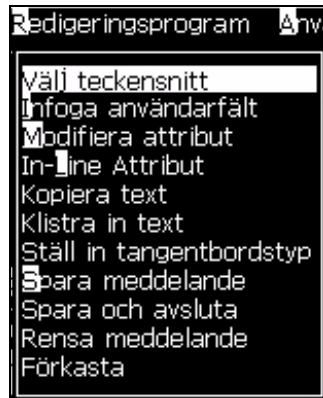 Redigeringsprogram Anv
Välj teckensnitt
Infoga användarfält
Modifiera attribut
In-Line Attribut
Kopiera text
Klistra in text
Ställ in tangentbordstyp
Spara meddelande
Spara och avsluta
Rensa meddelande
Förkasta